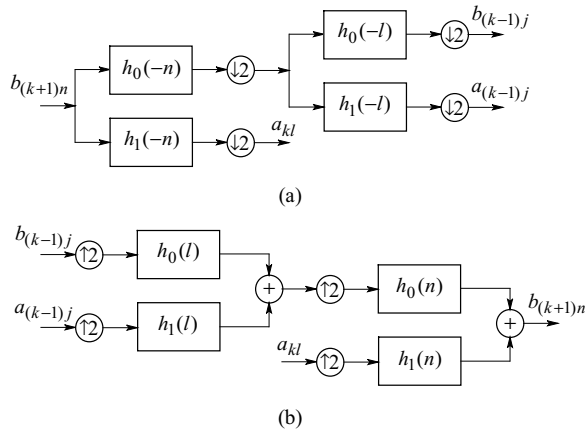 h₀(−l) ↓2 b₍ₖ₋₁₎ⱼ
b₍ₖ₊₁₎ₙ h₀(−n) ↓2
h₁(−l) ↓2 a₍ₖ₋₁₎ⱼ
h₁(−n) ↓2 aₖₗ
(a)
b₍ₖ₋₁₎ⱼ ↑2 h₀(l)
+ ↑2 h₀(n)
a₍ₖ₋₁₎ⱼ ↑2 h₁(l)
+ b₍ₖ₊₁₎ₙ
aₖₗ ↑2 h₁(n)
(b)